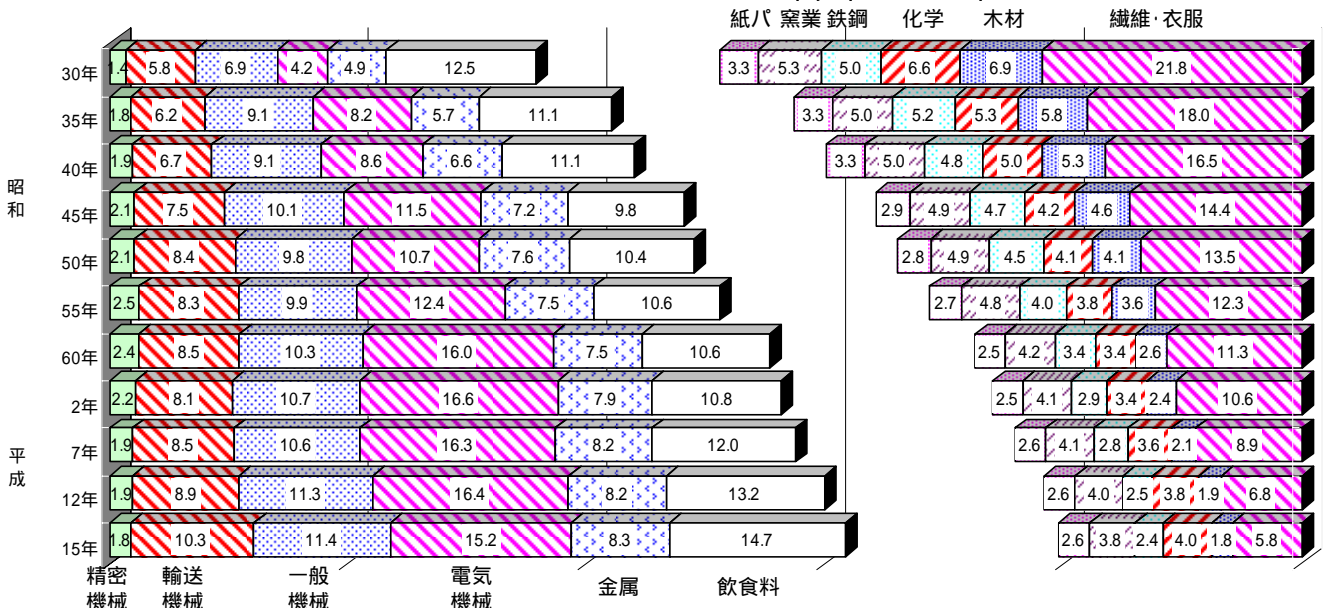 紙パ 窯業 鉄鋼 化学 木材 繊維・衣服
30年 1.4 5.8 6.9 4.2 4.9 12.5 3.3 5.3 5.0 6.6 6.9 21.8
35年 1.8 6.2 9.1 8.2 5.7 11.1 3.3 5.0 5.2 5.3 5.8 18.0
40年 1.9 6.7 9.1 8.6 6.6 11.1 3.3 5.0 4.8 5.0 5.3 16.5
昭和
45年 2.1 7.5 10.1 11.5 7.2 9.8 2.9 4.9 4.7 4.2 4.6 14.4
50年 2.1 8.4 9.8 10.7 7.6 10.4 2.8 4.9 4.5 4.1 4.1 13.5
55年 2.5 8.3 9.9 12.4 7.5 10.6 2.7 4.8 4.0 3.8 3.6 12.3
60年 2.4 8.5 10.3 16.0 7.5 10.6 2.5 4.2 3.4 3.4 2.6 11.3
2年 2.2 8.1 10.7 16.6 7.9 10.8 2.5 4.1 2.9 3.4 2.4 10.6
7年 1.9 8.5 10.6 16.3 8.2 12.0 2.6 4.1 2.8 3.6 2.1 8.9
平成
12年 1.9 8.9 11.3 16.4 8.2 13.2 2.6 4.0 2.5 3.8 1.9 6.8
15年 1.8 10.3 11.4 15.2 8.3 14.7 2.6 3.8 2.4 4.0 1.8 5.8
精密 輸送 一般 電気 金属 飲食料
機械 機械 機械 機械